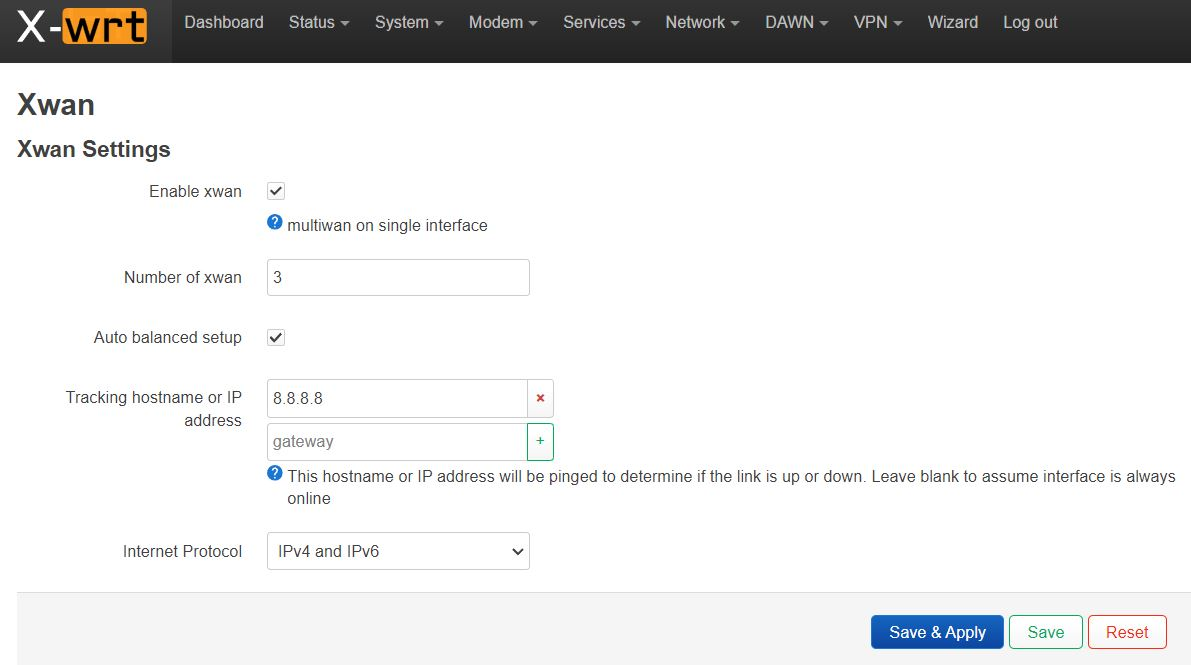 X-wrt Dashboard Status System Modem Services Network DAWN VPN Wizard Log out
Xwan
Xwan Settings
Enable xwan
? multiwan on single interface
Number of xwan 3
Auto balanced setup
Tracking hostname or IP 8.8.8.8 ×
address
gateway +
? This hostname or IP address will be pinged to determine if the link is up or down. Leave blank to assume interface is always
online
Internet Protocol IPv4 and IPv6
Save & Apply Save Reset